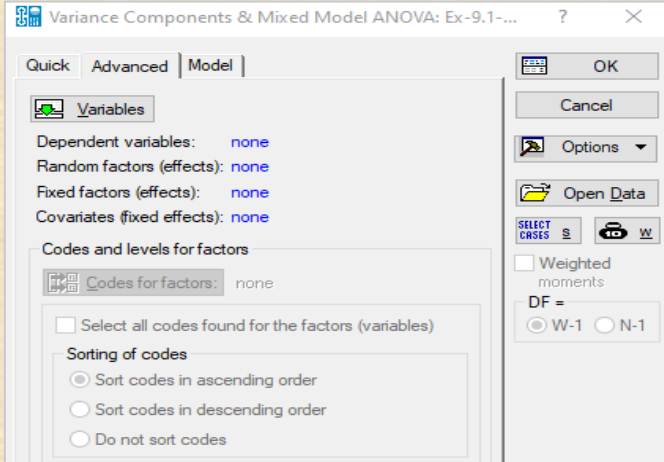 Variance Components & Mixed Model ANOVA: Ex-9.1-... ? ×
Quick Advanced Model
OK
Variables
Cancel
Dependent variables: none
Options
Random factors (effects): none
Fixed factors (effects): none
Open Data
Covariates (fixed effects): none
SELECT CASES S W
Codes and levels for factors
Weighted moments
Codes for factors: none
DF =
W-1 N-1
Select all codes found for the factors (variables)
Sorting of codes
Sort codes in ascending order
Sort codes in descending order
Do not sort codes